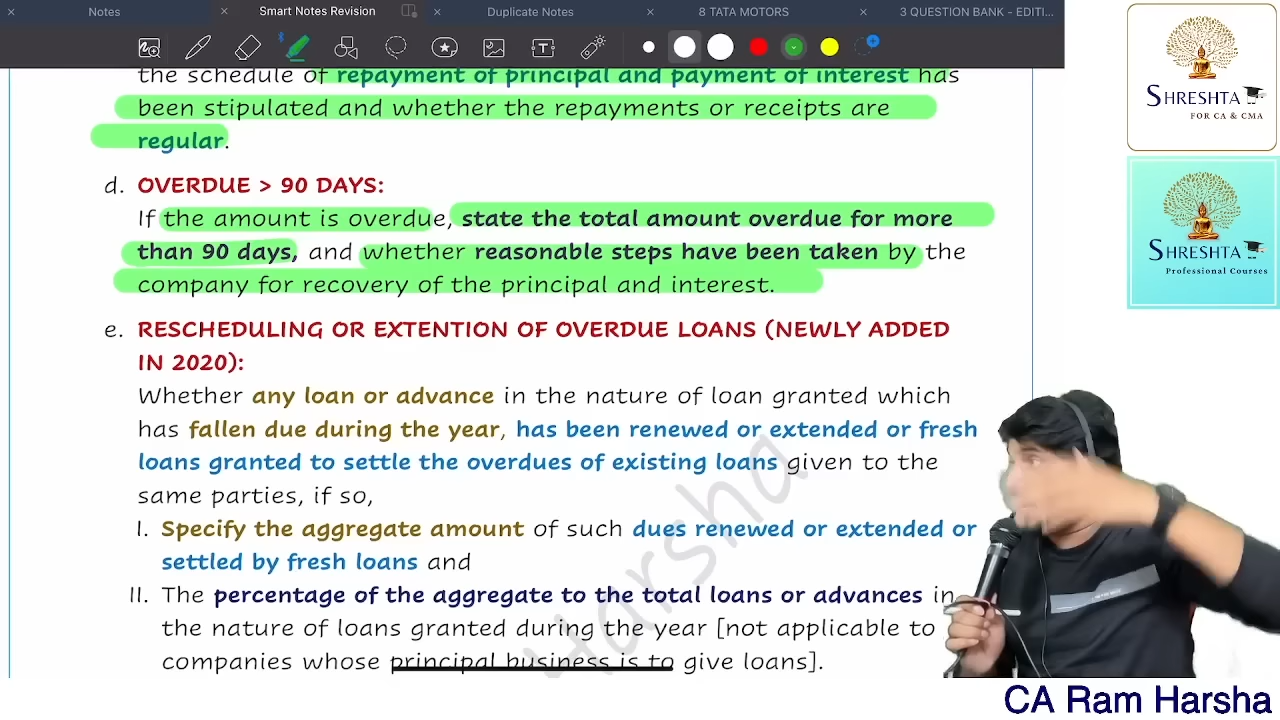 Notes
Smart Notes Revision
Duplicate Notes
8 TATA MOTORS
3 QUESTION BANK - EDITI...
the schedule of repayment of principal and payment of interest has
been stipulated and whether the repayments or receipts are
regular.
d. OVERDUE > 90 DAYS:
If the amount is overdue, state the total amount overdue for more
than 90 days, and whether reasonable steps have been taken by the
company for recovery of the principal and interest.
e. RESCHEDULING OR EXTENTION OF OVERDUE LOANS (NEWLY ADDED
IN 2020):
Whether any loan or advance in the nature of loan granted which
has fallen due during the year, has been renewed or extended or fresh
loans granted to settle the overdues of existing loans given to the
same parties, if so,
I. Specify the aggregate amount of such dues renewed or extended or
settled by fresh loans and
II. The percentage of the aggregate to the total loans or advances in
the nature of loans granted during the year [not applicable to
companies whose principal business is to give loans].
Harsha
SHRESHTA
FOR CA & CMA
SHRESHTA
Professional Courses
CA Ram Harsha